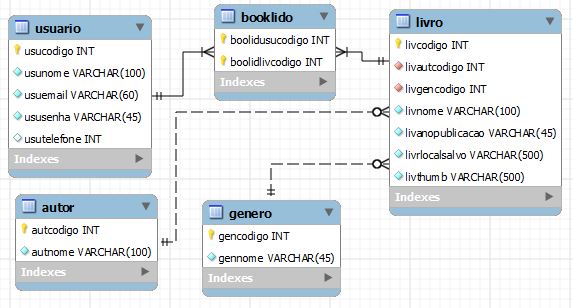 usuario
usucodigo INT
usunome VARCHAR(100)
usuemail VARCHAR(60)
ususenha VARCHAR(45)
usutelefone INT
Indexes
booklido
boolidusucodigo INT
boolidlivcodigo INT
Indexes
livro
livcodigo INT
livautcodigo INT
livgencodigo INT
livnome VARCHAR(100)
livanopublicacao VARCHAR(45)
livrlocalsalvo VARCHAR(500)
livthumb VARCHAR(500)
Indexes
autor
autcodigo INT
autnome VARCHAR(100)
Indexes
genero
gencodigo INT
gennome VARCHAR(45)
Indexes